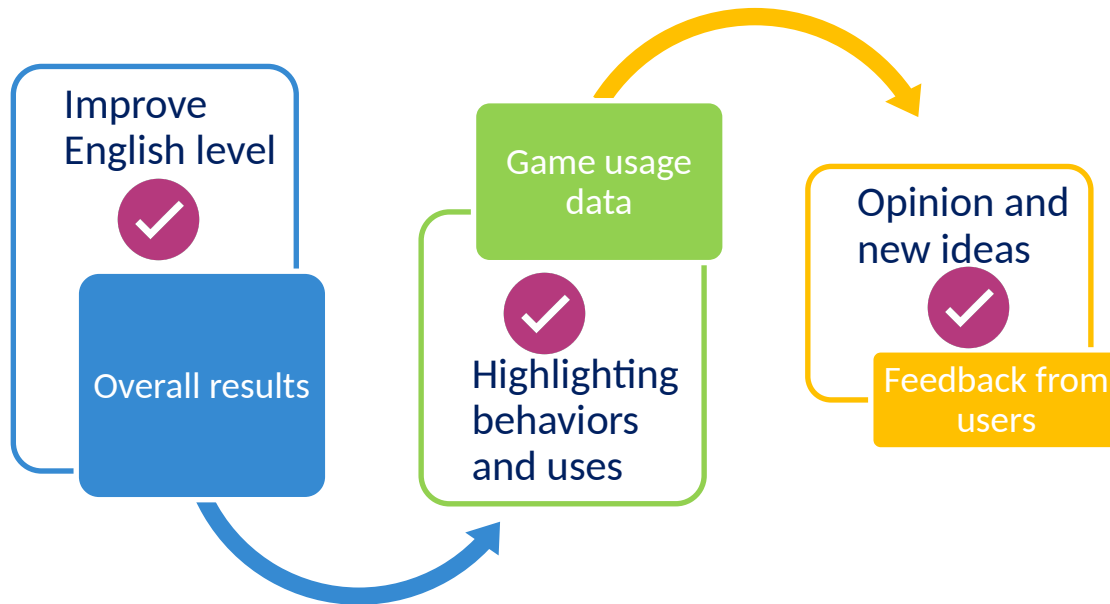 Improve
English level
Overall results
Game usage
data
Highlighting
behaviors
and uses
Opinion and
new ideas
Feedback from
users